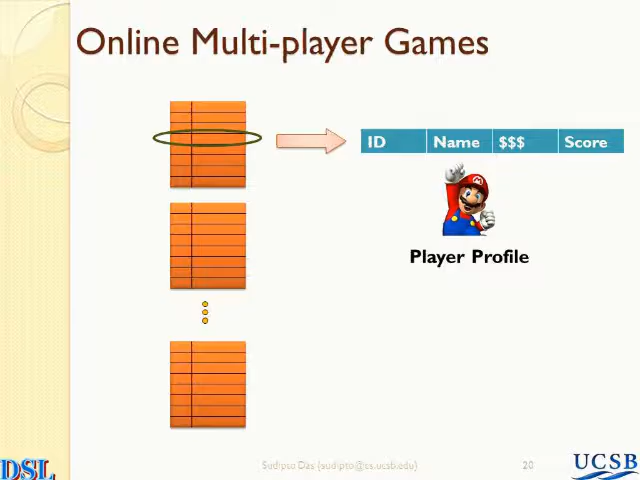 Online Multi-player Games
ID Name $$$ Score
Player Profile
DSL
Sudipto Das (sudipto@cs.ucsb.edu)
20
UCSB